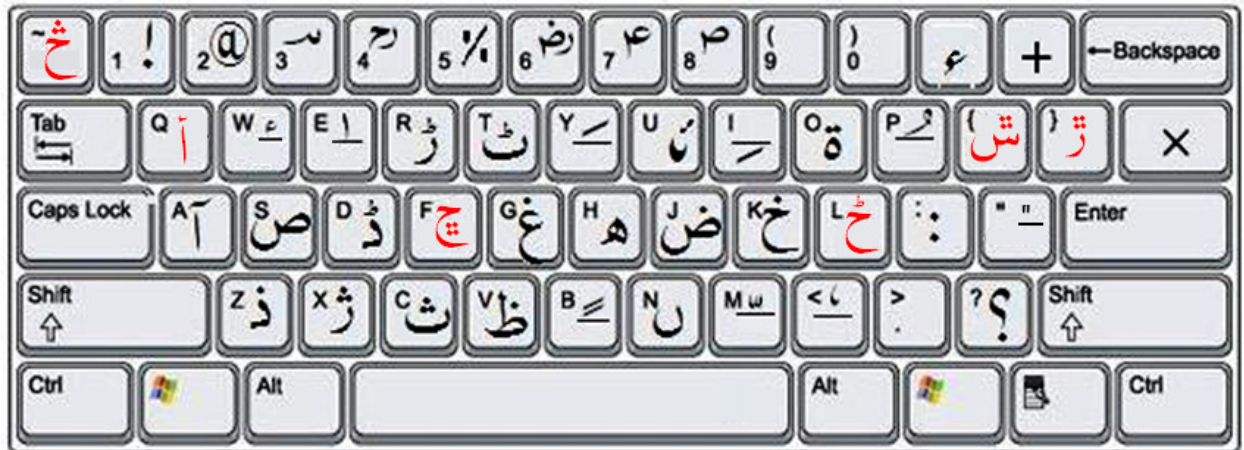 ~ څ 1 ! 2 @ 3 4 5 ٪ 6 7 8 9 ( 0 ) + ←Backspace
Tab Q أ W E R ڑ T ٹ Y U I O ة P { ݜ } ڙ ×
Caps Lock A آ S ص D ڈ F ڇ G غ H ھ J ض K خ L ݲ : : " " Enter
Shift Z ذ X ژ C ث V ظ B N ں M < > . ? ؟ Shift
Ctrl Alt Alt Ctrl